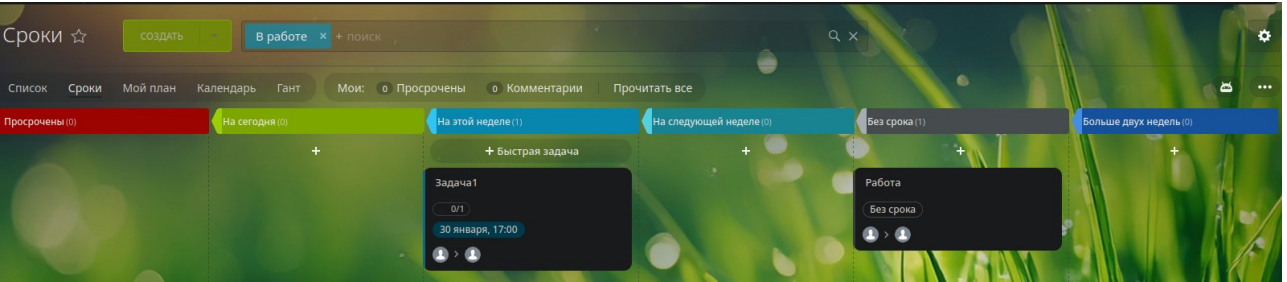 Сроки
СОЗДАТЬ
В работе × + поиск
Список Сроки Мой план Календарь Гант Мои: 0 Просрочены 0 Комментарии Прочитать все
Просрочены (0)
На сегодня (0)
На этой неделе (1)
На следующей неделе (0)
Без срока (1)
Больше двух недель (0)
+ Быстрая задача
Задача1
0/1
30 января, 17:00
Работа
Без срока